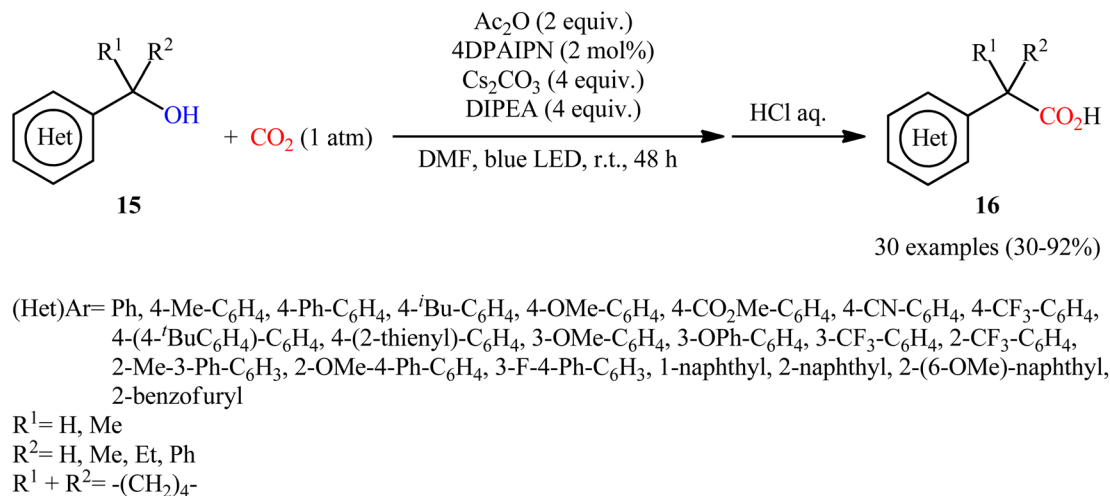 Ac₂O (2 equiv.)
4DPAIPN (2 mol%)
Cs₂CO₃ (4 equiv.)
DIPEA (4 equiv.)
R¹ R²
OH
Het
+ CO₂ (1 atm)
DMF, blue LED, r.t., 48 h
HCl aq.
R¹ R²
CO₂H
Het
15
16
30 examples (30-92%)
(Het)Ar= Ph, 4-Me-C₆H₄, 4-Ph-C₆H₄, 4-ⁱBu-C₆H₄, 4-OMe-C₆H₄, 4-CO₂Me-C₆H₄, 4-CN-C₆H₄, 4-CF₃-C₆H₄,
4-(4-ᵗBuC₆H₄)-C₆H₄, 4-(2-thienyl)-C₆H₄, 3-OMe-C₆H₄, 3-OPh-C₆H₄, 3-CF₃-C₆H₄, 2-CF₃-C₆H₄,
2-Me-3-Ph-C₆H₃, 2-OMe-4-Ph-C₆H₄, 3-F-4-Ph-C₆H₃, 1-naphthyl, 2-naphthyl, 2-(6-OMe)-naphthyl,
2-benzofuryl
R¹= H, Me
R²= H, Me, Et, Ph
R¹ + R²= -(CH₂)₄-